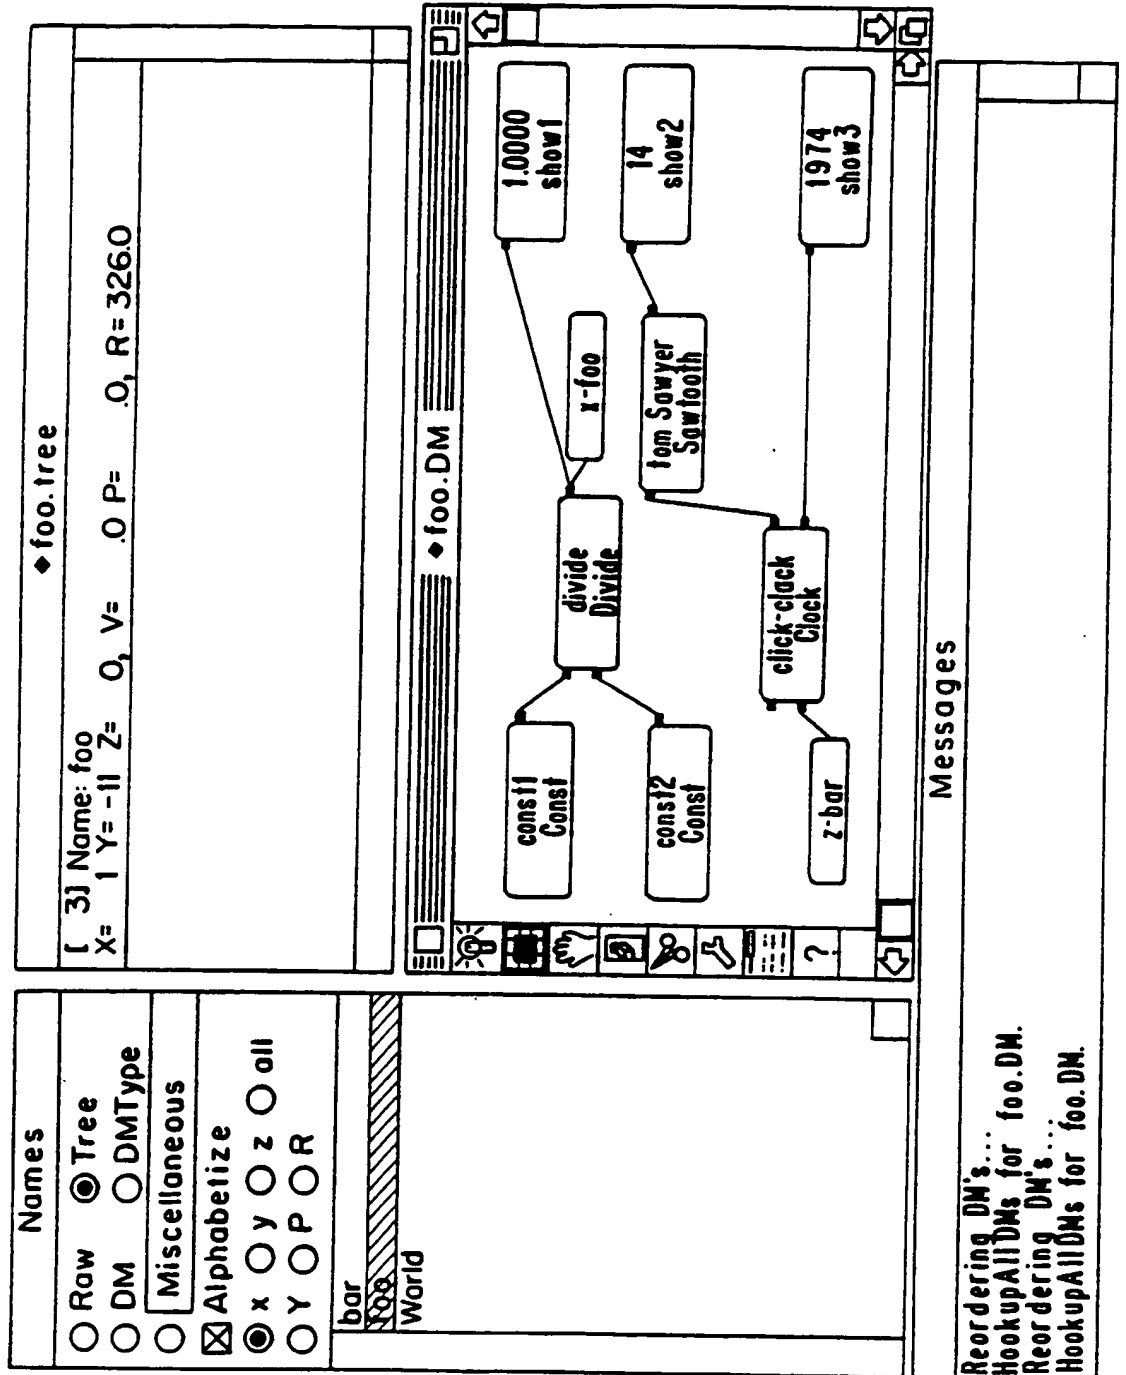 Names
Raw Tree
DM DMType
Miscellaneous
Alphabetize
x y z all
Y P R
bar
foo
World
◆foo.tree
[ 3] Name: foo
X= 1 Y= -11 Z= 0, V= .0 P= .0, R= 326.0
◆foo.DM
const1
Const
const2
Const
z-bar
divide
Divide
click-clack
Clock
x-foo
tom Sawyer
Sawtooth
1.0000
show1
14
show2
1974
show3
?
Messages
Reordering DM's...
HookupAllDMs for foo.DM.
Reordering DM's...
HookupAllDMs for foo.DM.